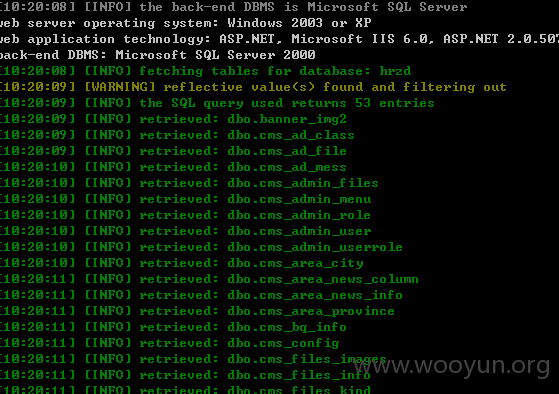 [10:20:08] [INFO] the back-end DBMS is Microsoft SQL Server
web server operating system: Windows 2003 or XP
web application technology: ASP.NET, Microsoft IIS 6.0, ASP.NET 2.0.507
back-end DBMS: Microsoft SQL Server 2000
[10:20:08] [INFO] fetching tables for database: hrzd
[10:20:09] [WARNING] reflective value(s) found and filtering out
[10:20:09] [INFO] the SQL query used returns 53 entries
[10:20:09] [INFO] retrieved: dbo.banner_img2
[10:20:09] [INFO] retrieved: dbo.cms_ad_class
[10:20:09] [INFO] retrieved: dbo.cms_ad_file
[10:20:10] [INFO] retrieved: dbo.cms_ad_mess
[10:20:10] [INFO] retrieved: dbo.cms_admin_files
[10:20:10] [INFO] retrieved: dbo.cms_admin_menu
[10:20:10] [INFO] retrieved: dbo.cms_admin_role
[10:20:10] [INFO] retrieved: dbo.cms_admin_user
[10:20:10] [INFO] retrieved: dbo.cms_admin_userrole
[10:20:10] [INFO] retrieved: dbo.cms_area_city
[10:20:11] [INFO] retrieved: dbo.cms_area_news_column
[10:20:11] [INFO] retrieved: dbo.cms_area_news_info
[10:20:11] [INFO] retrieved: dbo.cms_area_province
[10:20:11] [INFO] retrieved: dbo.cms_bq_info
[10:20:11] [INFO] retrieved: dbo.cms_config
[10:20:11] [INFO] retrieved: dbo.cms_files_images
[10:20:11] [INFO] retrieved: dbo.cms_files_info
[10:20:11] [INFO] retrieved: dbo.cms_files_kind
www.wooyun.org